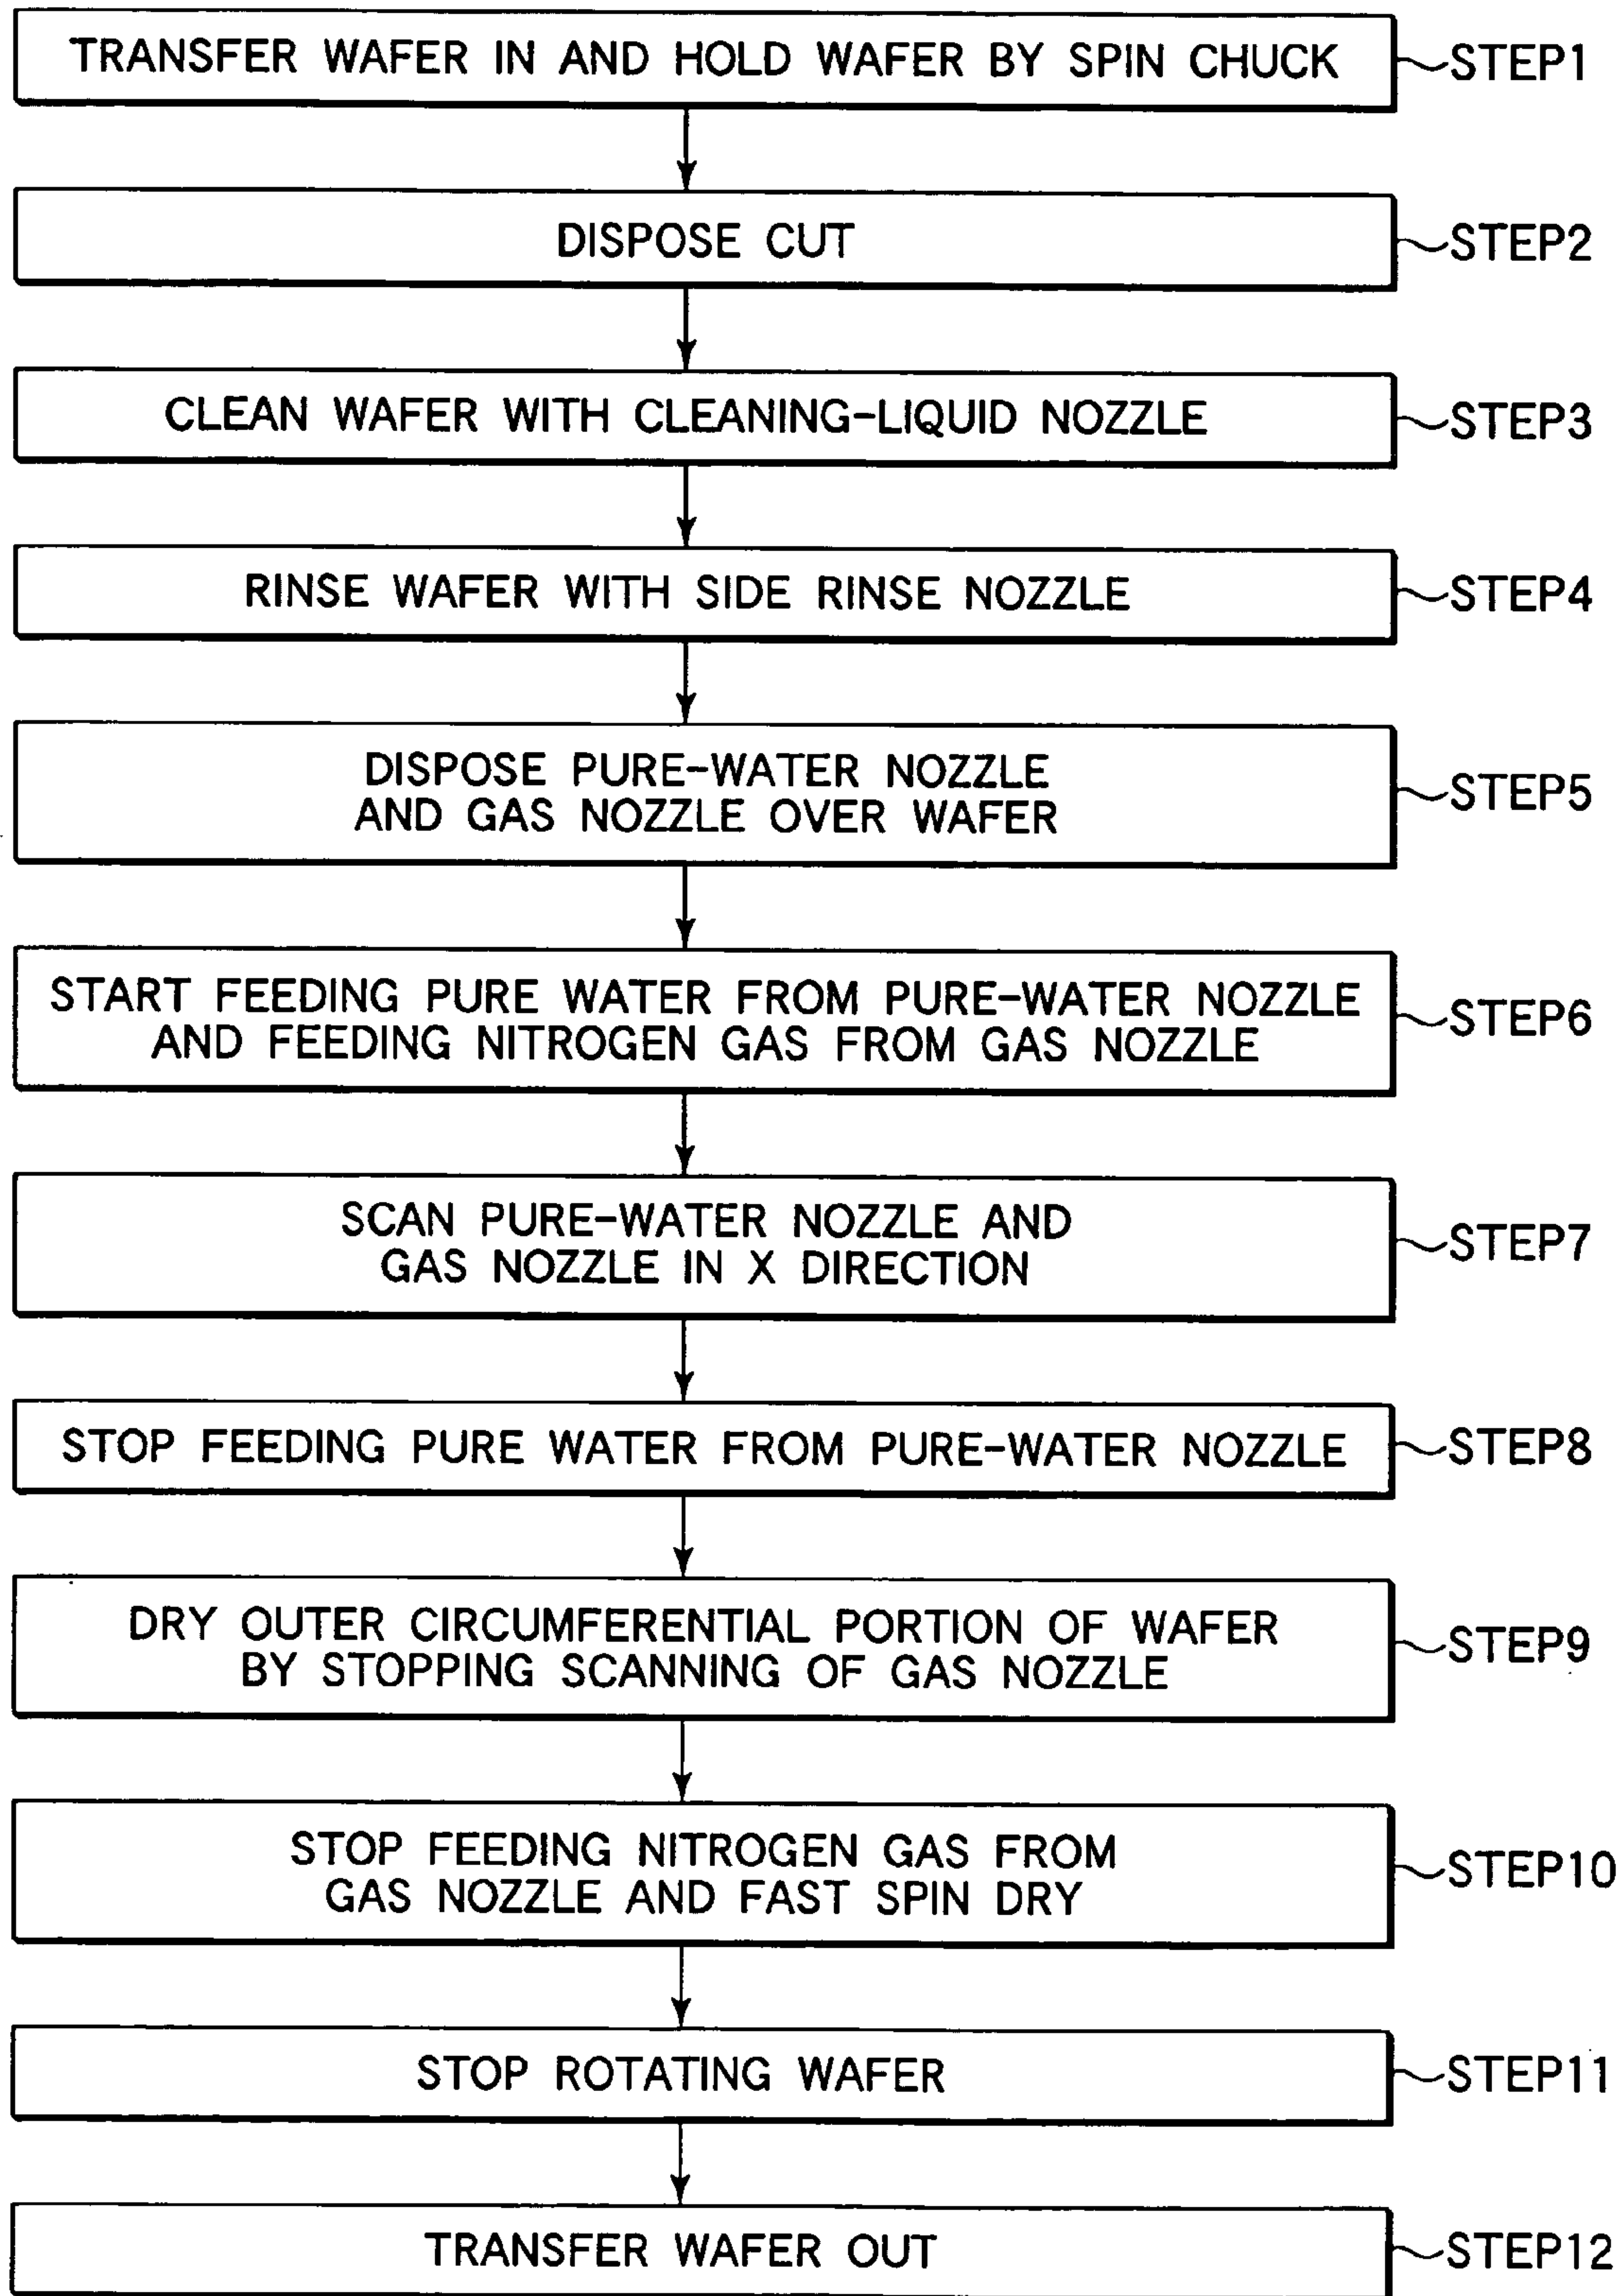 TRANSFER WAFER IN AND HOLD WAFER BY SPIN CHUCK
STEP1
DISPOSE CUT
STEP2
CLEAN WAFER WITH CLEANING-LIQUID NOZZLE
STEP3
RINSE WAFER WITH SIDE RINSE NOZZLE
STEP4
DISPOSE PURE-WATER NOZZLE
AND GAS NOZZLE OVER WAFER
STEP5
START FEEDING PURE WATER FROM PURE-WATER NOZZLE
AND FEEDING NITROGEN GAS FROM GAS NOZZLE
STEP6
SCAN PURE-WATER NOZZLE AND
GAS NOZZLE IN X DIRECTION
STEP7
STOP FEEDING PURE WATER FROM PURE-WATER NOZZLE
STEP8
DRY OUTER CIRCUMFERENTIAL PORTION OF WAFER
BY STOPPING SCANNING OF GAS NOZZLE
STEP9
STOP FEEDING NITROGEN GAS FROM
GAS NOZZLE AND FAST SPIN DRY
STEP10
STOP ROTATING WAFER
STEP11
TRANSFER WAFER OUT
STEP12